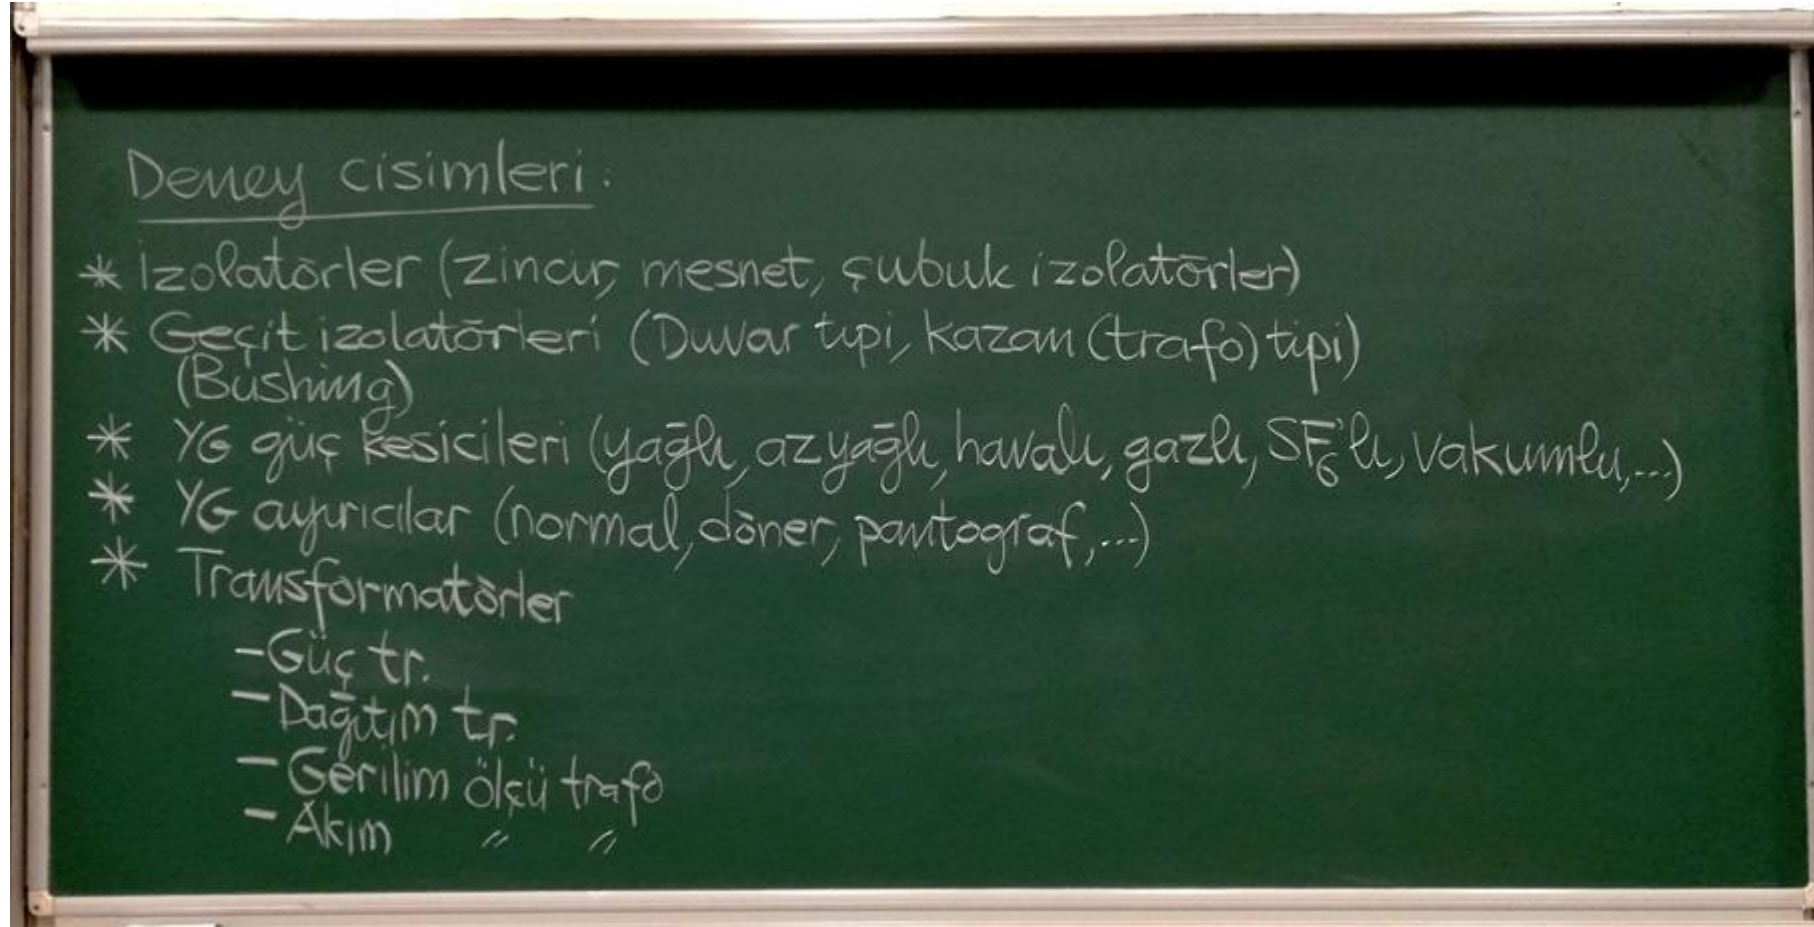 Deney cisimleri:
* İzolatörler (zincir, mesnet, çubuk izolatörler)
* Geçit izolatörleri (Duvar tipi, kazan (trafo) tipi)
(Bushing)
* YG güç kesicileri (yağlı, azyağlı, havalı, gazlı, SF₆'lı, vakumlu,...)
* YG ayırıcılar (normal, döner, pantograf,...)
* Transformatörler
- Güç tr.
- Dağıtım tr.
- Gerilim ölçü trafo
- Akım " "